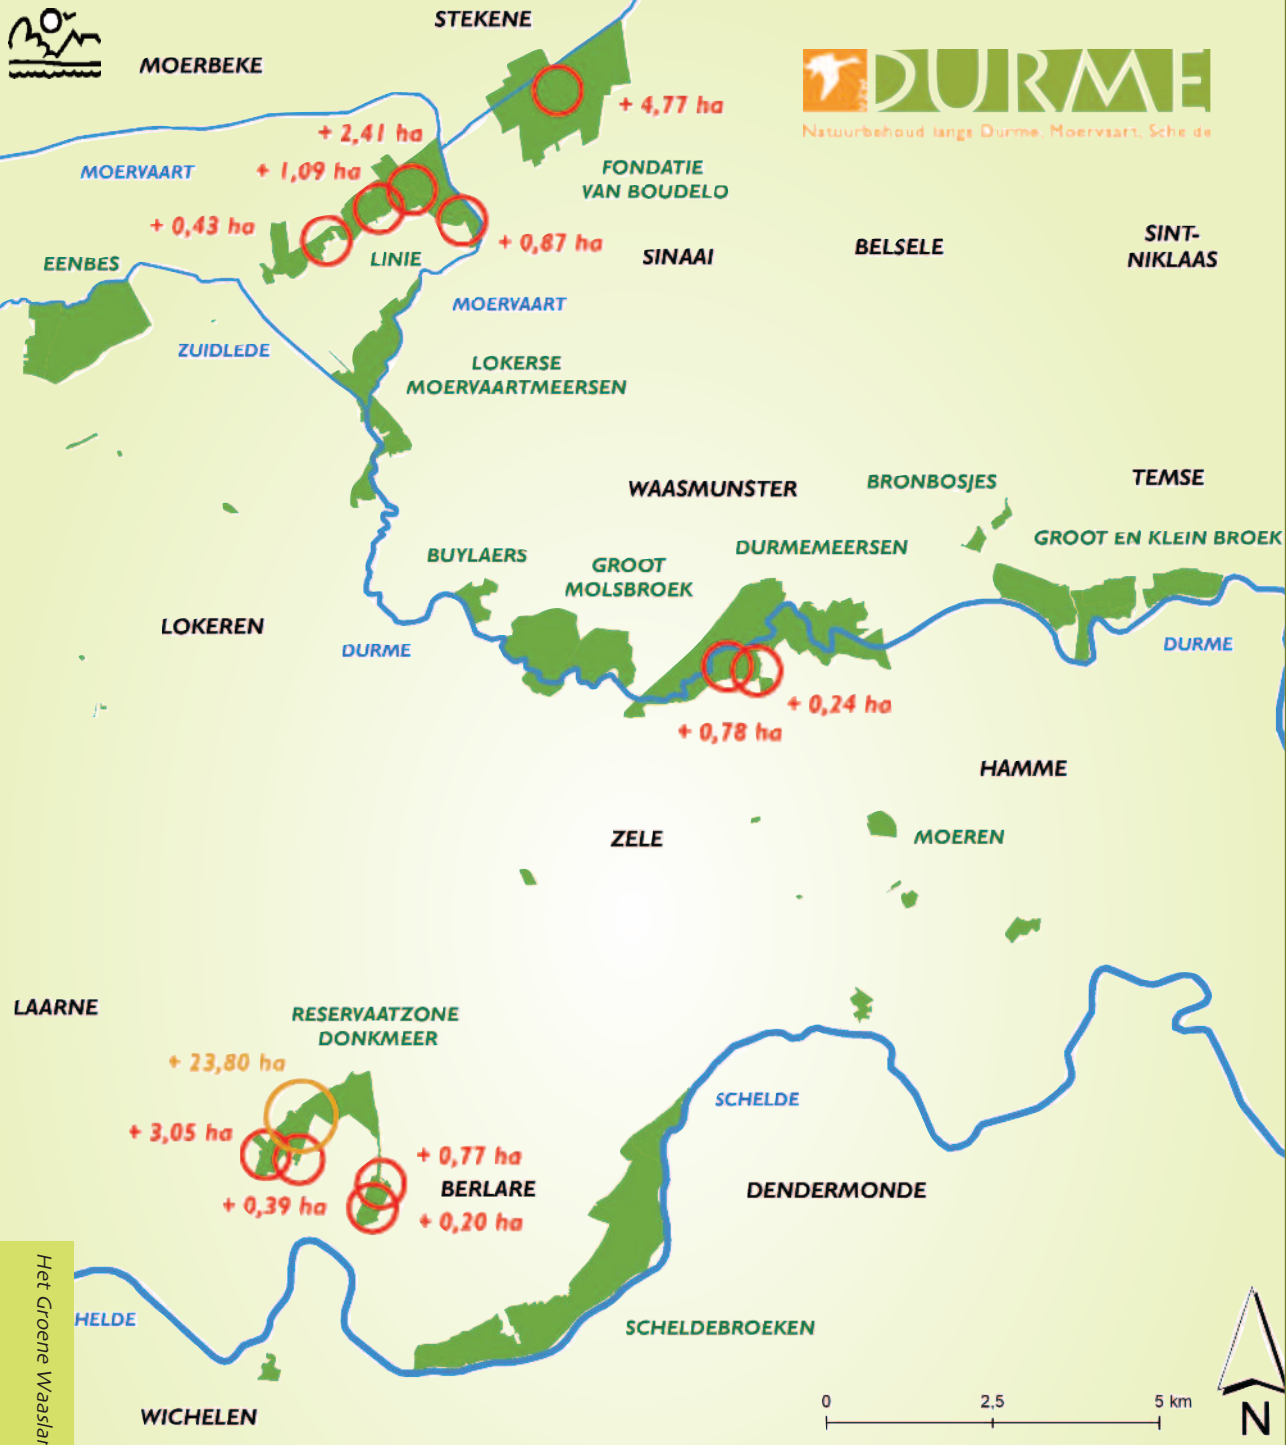 STEKENE
MOERBEKE
DURME
Natuurbehoud langs Durme, Moervaart, Schelde
+ 4,77 ha
+ 2,41 ha
MOERVAART
+ 1,09 ha
FONDATIE
VAN BOUDELO
+ 0,43 ha
+ 0,87 ha
EENBES
LINIE
SINAAI
BELSELE
SINT-
NIKLAAS
MOERVAART
ZUIDLEDE
LOKERSE
MOERVAARTMEERSEN
WAASMUNSTER
BRONBOSJES
TEMSE
GROOT EN KLEIN BROEK
BUYLAERS
GROOT
MOLSBROEK
DURMEMEERSEN
LOKEREN
DURME
DURME
+ 0,24 ha
+ 0,78 ha
HAMME
ZELE
MOEREN
LAARNE
RESERVAATZONE
DONKMEER
+ 23,80 ha
+ 3,05 ha
SCHELDE
+ 0,77 ha
BERLARE
DENDERMONDE
+ 0,39 ha
+ 0,20 ha
HELDE
SCHELDEBROEKEN
WICHELEN
0 2,5 5 km
N
Het Groene Waaslan